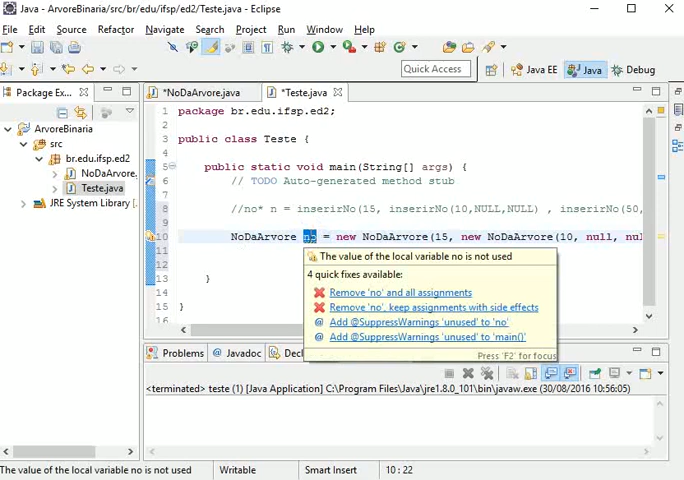 Java - ArvoreBinaria/src/br/edu/ifsp/ed2/Teste.java - Eclipse
File Edit Source Refactor Navigate Search Project Run Window Help
Quick Access
Java EE
Java
Debug
Package Ex...
ArvoreBinaria
src
br.edu.ifsp.ed2
NoDaArvore.
Teste.java
JRE System Library [
*NoDaArvore.java
*Teste.java
1 package br.edu.ifsp.ed2;
2
3 public class Teste {
4
5 public static void main(String[] args) {
6 // TODO Auto-generated method stub
7
8 //no* n = inserirNo(15, inserirNo(10,NULL,NULL) , inserirNo(50,
9
10 NoDaArvore no = new NoDaArvore(15, new NoDaArvore(10, null, nul
11
12
13 }
14
15 }
16
The value of the local variable no is not used
4 quick fixes available:
Remove 'no' and all assignments
Remove 'no', keep assignments with side effects
Add @SuppressWarnings 'unused' to 'no'
Add @SuppressWarnings 'unused' to 'main()'
Press 'F2' for focus
Problems
@ Javadoc
Decl
<terminated> teste (1) [Java Application] C:\Program Files\Java\jre1.8.0_101\bin\javaw.exe (30/08/2016 10:56:05)
The value of the local variable no is not used
Writable
Smart Insert
10 : 22